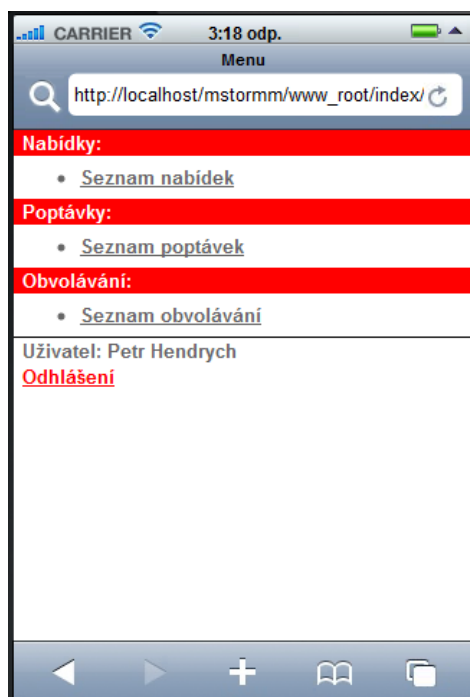 CARRIER 3:18 odp.
Menu
http://localhost/mstormm/www_root/index/
Nabídky:
Seznam nabídek
Poptávky:
Seznam poptávek
Obvolávání:
Seznam obvolávání
Uživatel: Petr Hendrych
Odhlášení